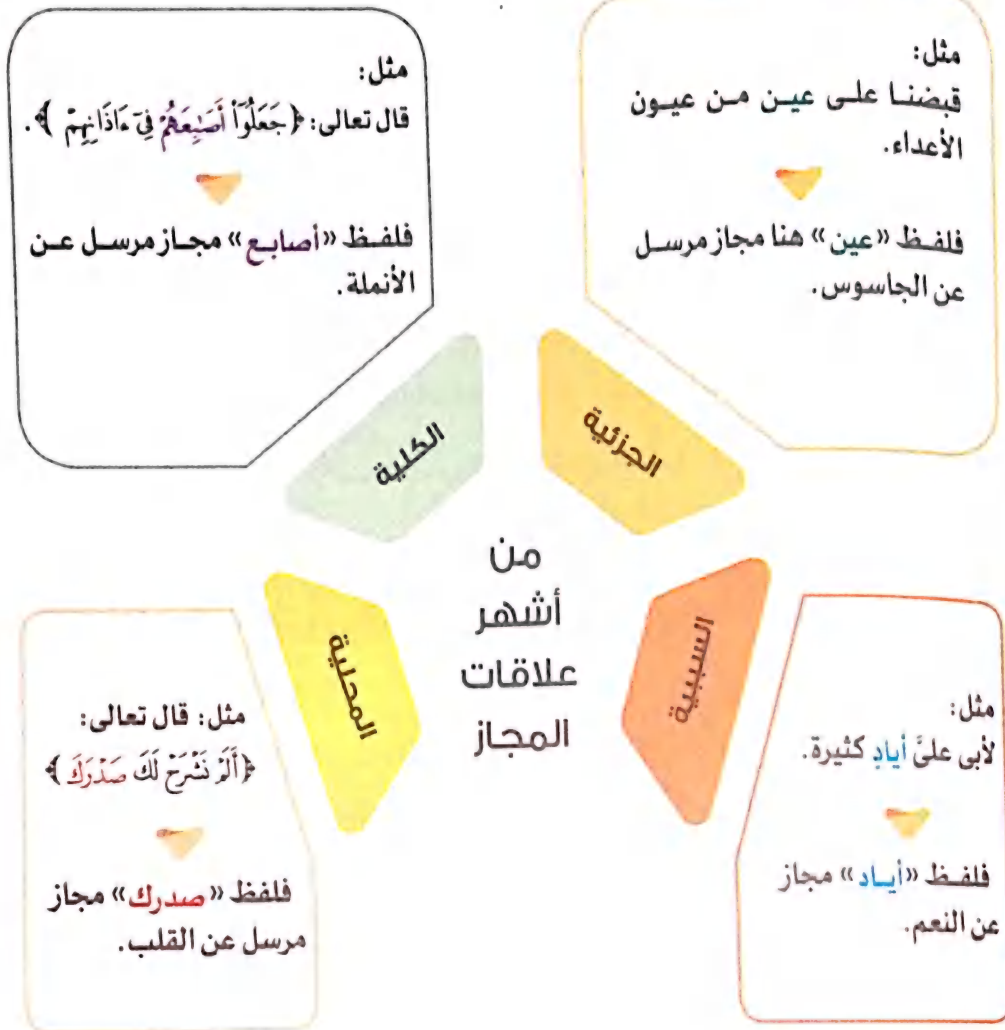 مثل:
قبضنا على عين من عيون
الأعداء.
فلفظ «عين» هنا مجاز مرسل
عن الجاسوس.
مثل:
قال تعالى: ﴿جَعَلُوٓاْ أَصَٰبِعَهُمْ فِىٓ ءَاذَانِهِمْ﴾.
فلفظ «أصابع» مجاز مرسل عن
الأنملة.
الجزئية
الكلية
من
أشهر
علاقات
المجاز
السببية
المحلية
مثل:
لأبى علىَّ أيادٍ كثيرة.
فلفظ «أياد» مجاز
عن النعم.
مثل: قال تعالى:
﴿أَلَمْ نَشْرَحْ لَكَ صَدْرَكَ﴾
فلفظ «صدرك» مجاز
مرسل عن القلب.